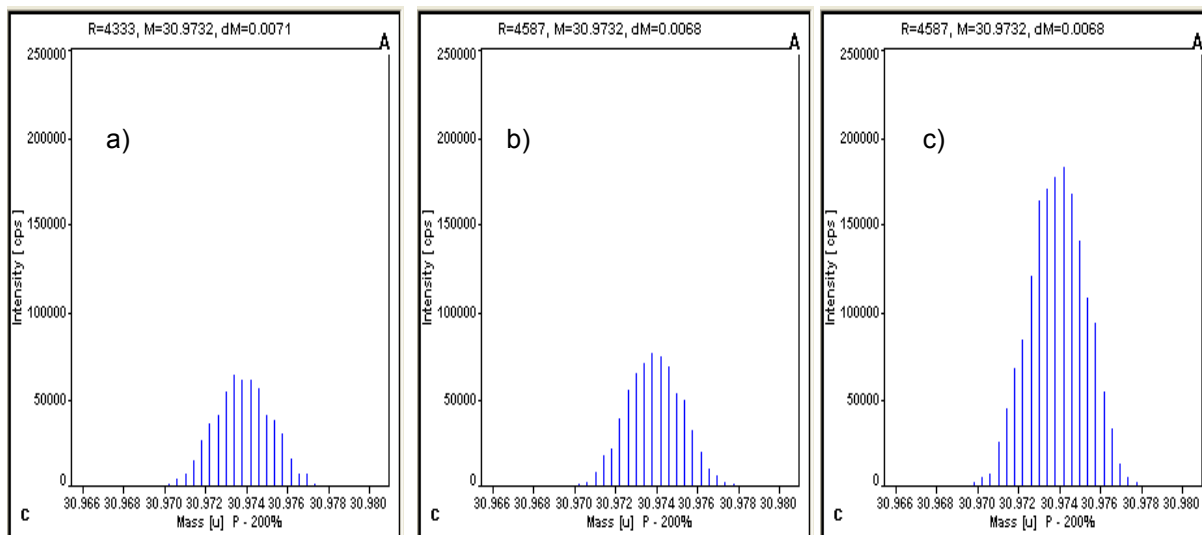 R=4333, M=30.9732, dM=0.0071
A
250000
200000
150000
100000
50000
0
Intensity [ cps ]
a)
30.966 30.968 30.970 30.972 30.974 30.976 30.978 30.980
Mass [u] P - 200%
C
R=4587, M=30.9732, dM=0.0068
A
250000
200000
150000
100000
50000
0
Intensity [ cps ]
b)
30.966 30.968 30.970 30.972 30.974 30.976 30.978 30.980
Mass [u] P - 200%
C
R=4587, M=30.9732, dM=0.0068
A
250000
200000
150000
100000
50000
0
Intensity [ cps ]
c)
30.966 30.968 30.970 30.972 30.974 30.976 30.978 30.980
Mass [u] P - 200%
C